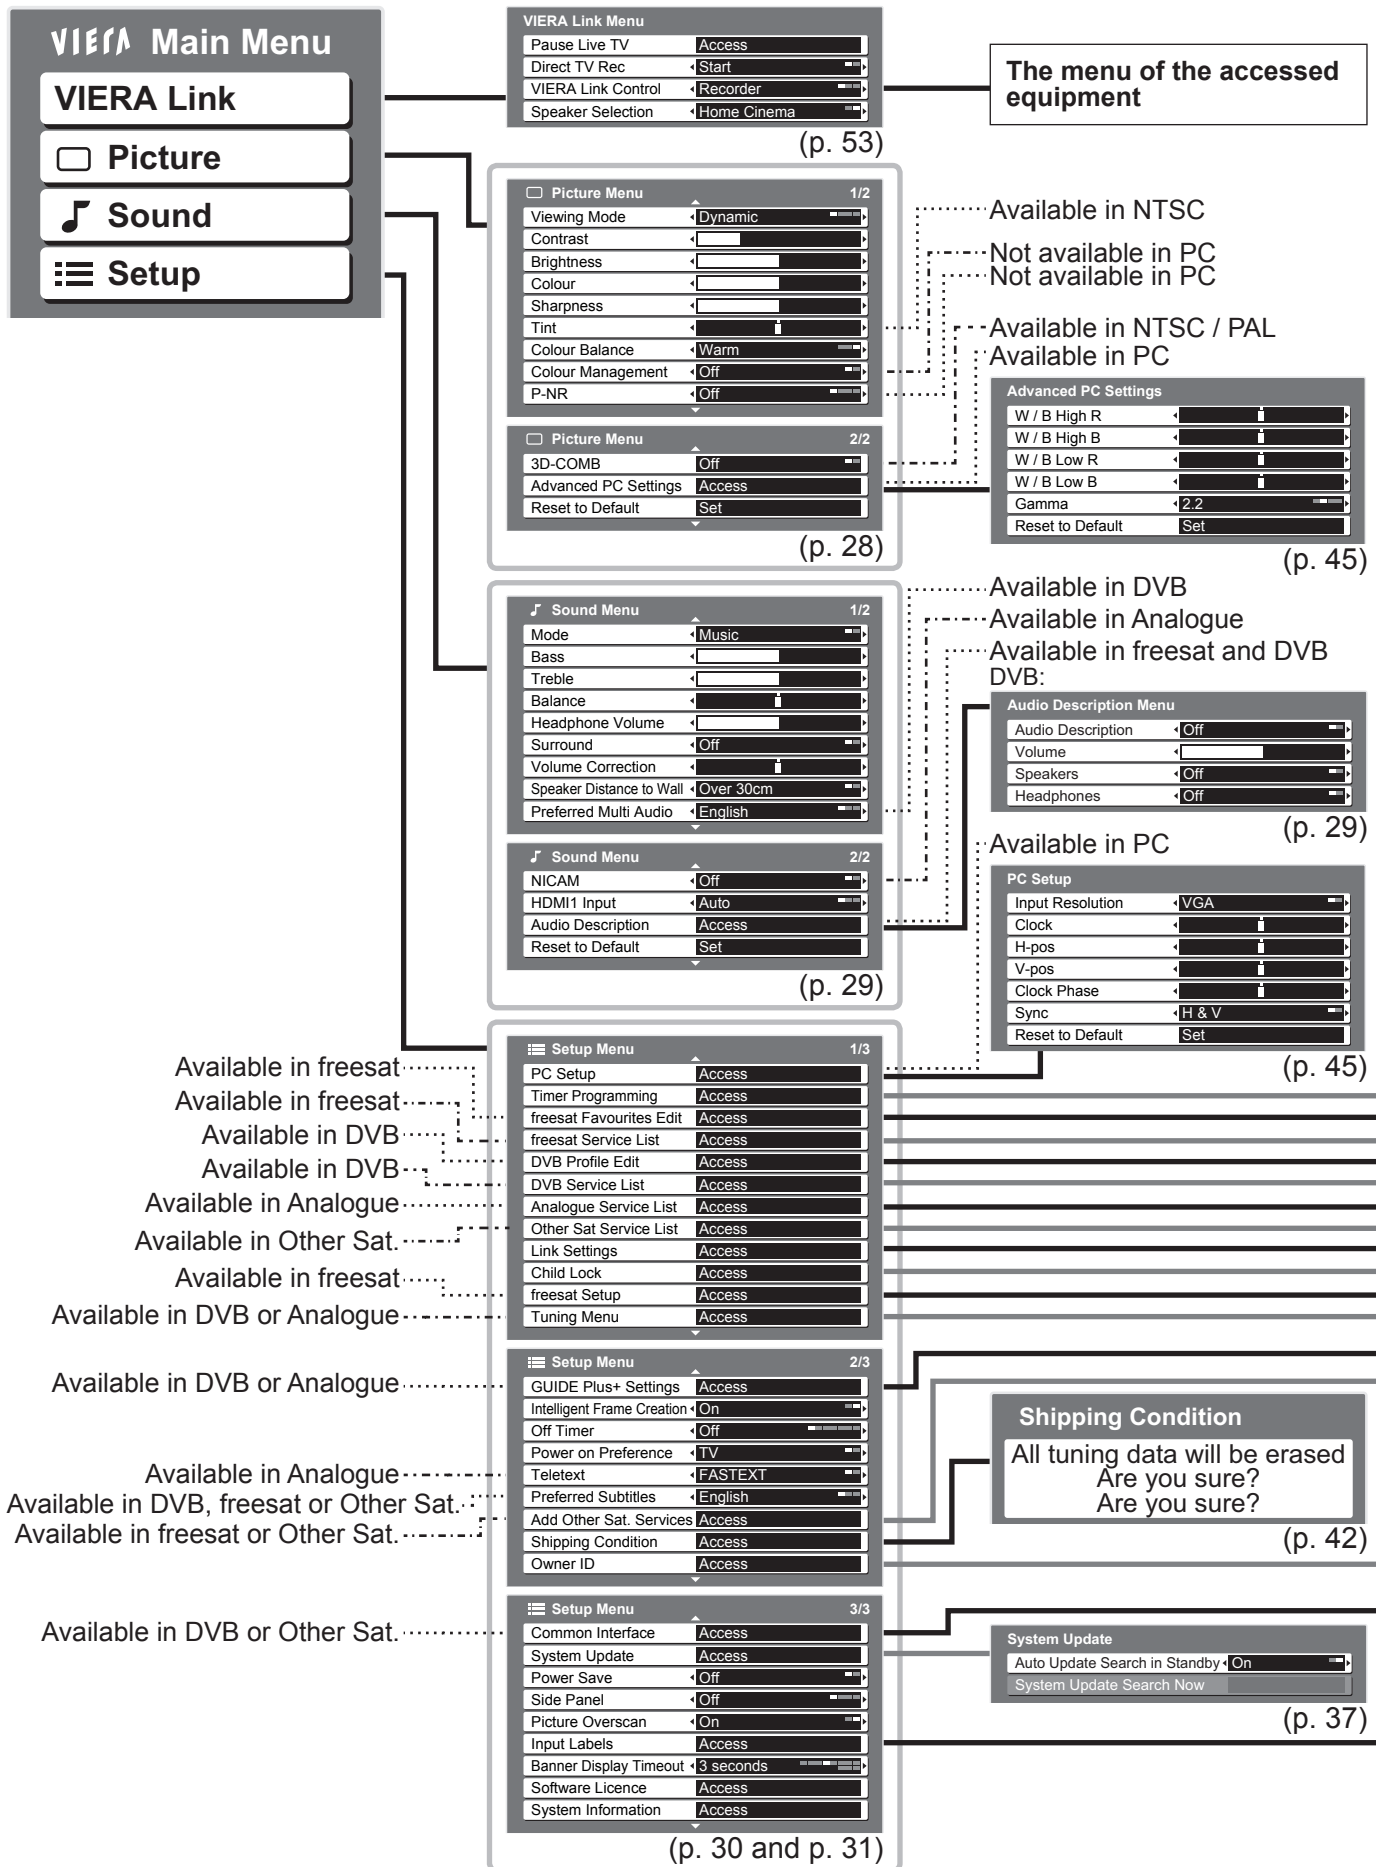 VIERA Main Menu
VIERA Link
Picture
Sound
Setup
VIERA Link Menu
Pause Live TV Access
Direct TV Rec Start
VIERA Link Control Recorder
Speaker Selection Home Cinema
(p. 53)
The menu of the accessed
equipment
Picture Menu 1/2
Viewing Mode Dynamic
Contrast
Brightness
Colour
Sharpness
Tint
Colour Balance Warm
Colour Management Off
P-NR Off
Available in NTSC
Not available in PC
Not available in PC
Picture Menu 2/2
3D-COMB Off
Advanced PC Settings Access
Reset to Default Set
(p. 28)
Available in NTSC / PAL
Available in PC
Advanced PC Settings
W / B High R
W / B High B
W / B Low R
W / B Low B
Gamma 2.2
Reset to Default Set
(p. 45)
Sound Menu 1/2
Mode Music
Bass
Treble
Balance
Headphone Volume
Surround Off
Volume Correction
Speaker Distance to Wall Over 30cm
Preferred Multi Audio English
Sound Menu 2/2
NICAM Off
HDMI1 Input Auto
Audio Description Access
Reset to Default Set
(p. 29)
Available in DVB
Available in Analogue
Available in freesat and DVB
DVB:
Audio Description Menu
Audio Description Off
Volume
Speakers Off
Headphones Off
(p. 29)
Available in PC
PC Setup
Input Resolution VGA
Clock
H-pos
V-pos
Clock Phase
Sync H & V
Reset to Default Set
(p. 45)
Available in freesat
Available in freesat
Available in DVB
Available in DVB
Available in Analogue
Available in Other Sat.
Available in freesat
Available in DVB or Analogue
Setup Menu 1/3
PC Setup Access
Timer Programming Access
freesat Favourites Edit Access
freesat Service List Access
DVB Profile Edit Access
DVB Service List Access
Analogue Service List Access
Other Sat Service List Access
Link Settings Access
Child Lock Access
freesat Setup Access
Tuning Menu Access
Available in DVB or Analogue
Available in Analogue
Available in DVB, freesat or Other Sat.
Available in freesat or Other Sat.
Setup Menu 2/3
GUIDE Plus+ Settings Access
Intelligent Frame Creation On
Off Timer Off
Power on Preference TV
Teletext FASTEXT
Preferred Subtitles English
Add Other Sat. Services Access
Shipping Condition Access
Owner ID Access
Shipping Condition
All tuning data will be erased
Are you sure?
Are you sure?
(p. 42)
Available in DVB or Other Sat.
Setup Menu 3/3
Common Interface Access
System Update Access
Power Save Off
Side Panel Off
Picture Overscan On
Input Labels Access
Banner Display Timeout 3 seconds
Software Licence Access
System Information Access
(p. 30 and p. 31)
System Update
Auto Update Search in Standby On
System Update Search Now
(p. 37)